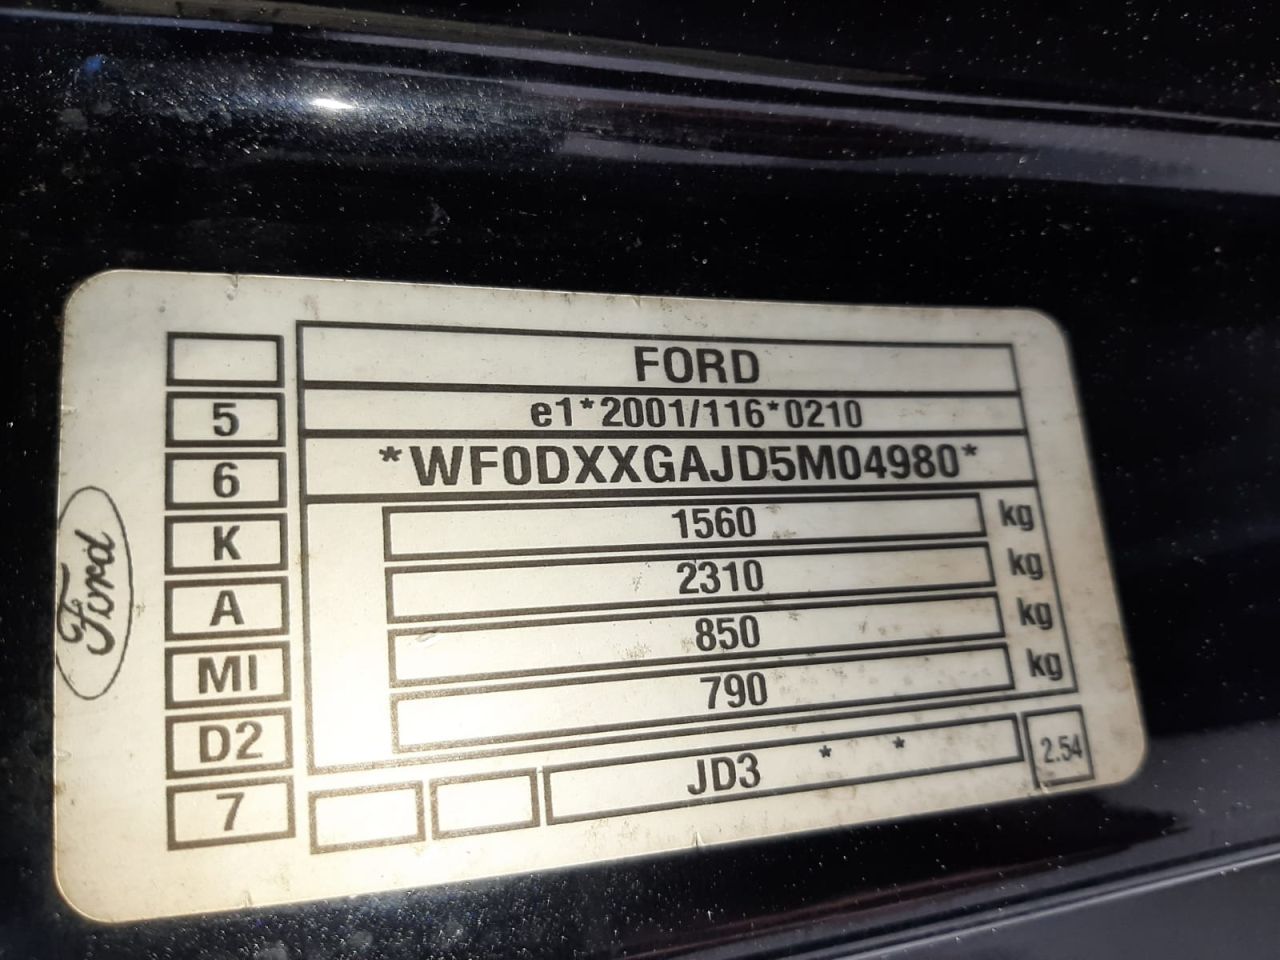 FORD
5 e1*2001/116*0210
6 *WF0DXXGAJD5M04980*
K 1560 kg
A 2310 kg
MI 850 kg
D2 790 kg
7 JD3 * * 2.54
Ford